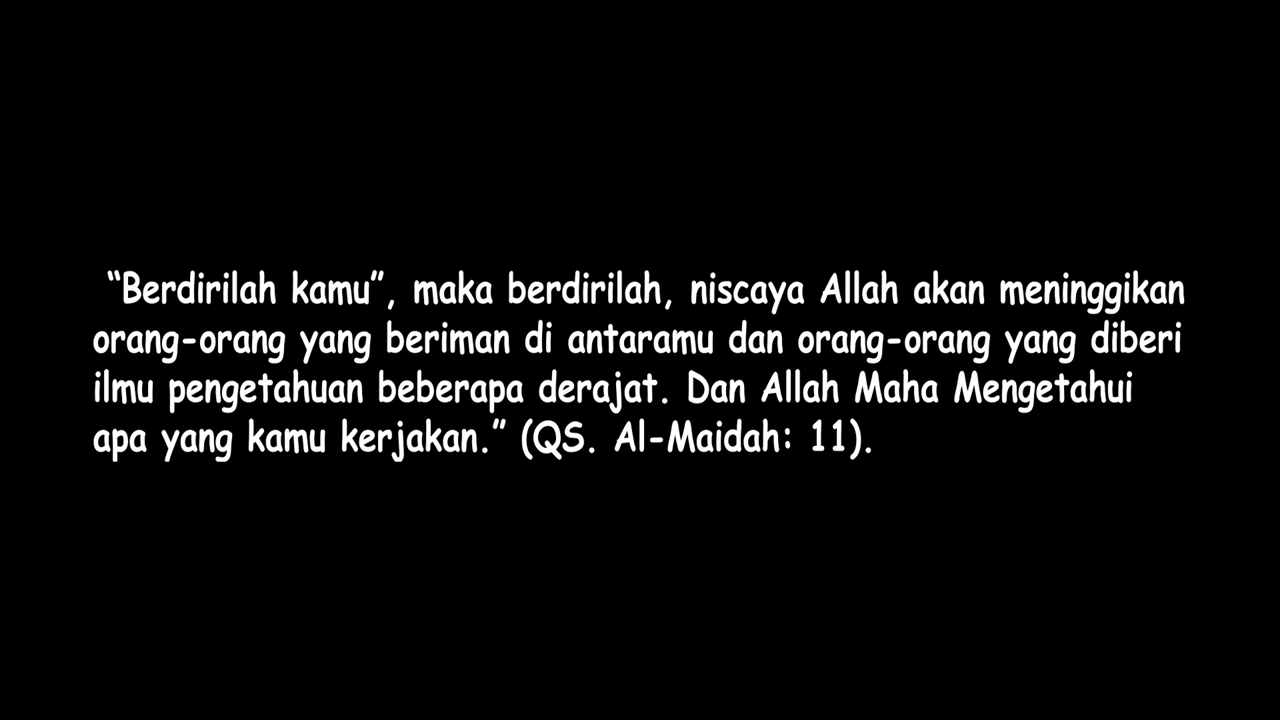 “Berdirilah kamu”, maka berdirilah, niscaya Allah akan meninggikan
orang-orang yang beriman di antaramu dan orang-orang yang diberi
ilmu pengetahuan beberapa derajat. Dan Allah Maha Mengetahui
apa yang kamu kerjakan.” (QS. Al-Maidah: 11).